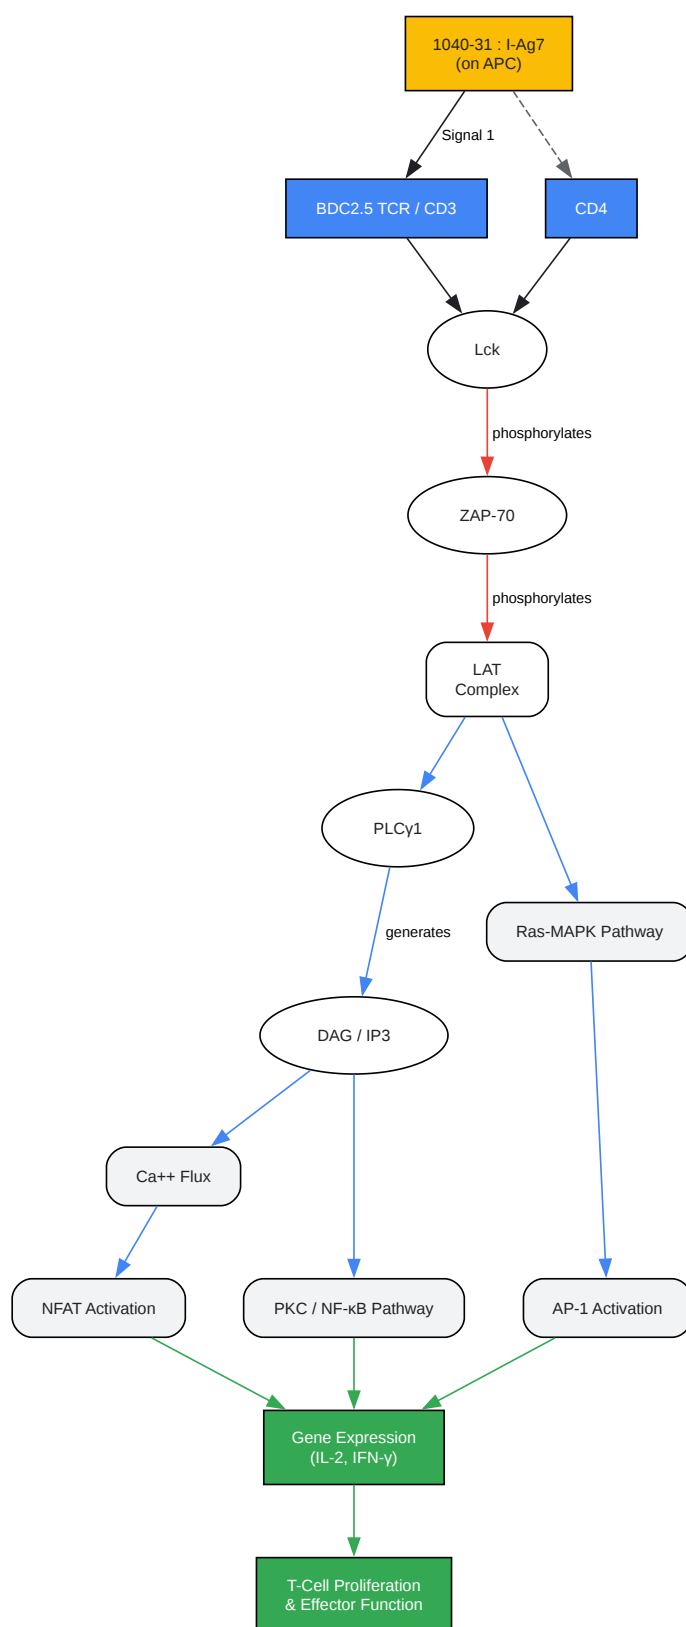 1040-31 : I-Ag7
(on APC)
Signal 1
BDC2.5 TCR / CD3
CD4
Lck
phosphorylates
ZAP-70
phosphorylates
LAT
Complex
PLCγ1
Ras-MAPK Pathway
generates
DAG / IP3
Ca++ Flux
NFAT Activation
PKC / NF-κB Pathway
AP-1 Activation
Gene Expression
(IL-2, IFN-γ)
T-Cell Proliferation
& Effector Function